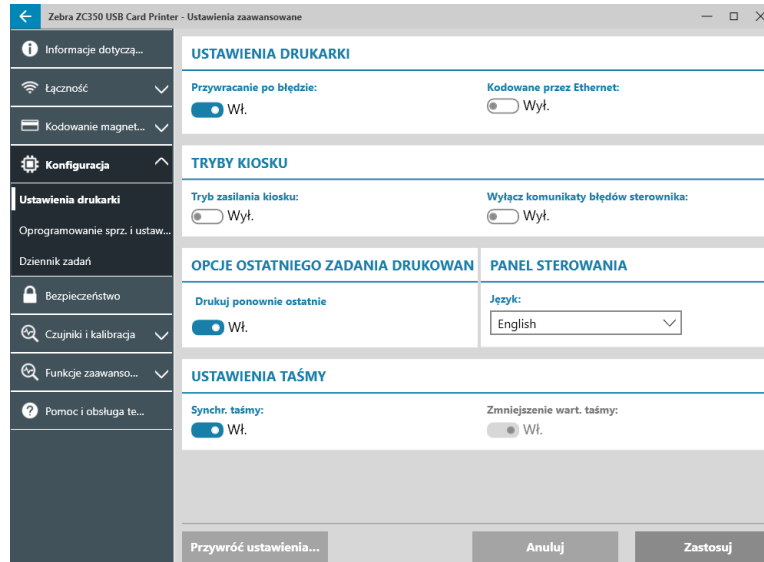 Zebra ZC350 USB Card Printer - Ustawienia zaawansowane
Informacje dotyczą...
Łączność
Kodowanie magnet...
Konfiguracja
Ustawienia drukarki
Oprogramowanie sprz. i ustaw...
Dziennik zadań
Bezpieczeństwo
Czujniki i kalibracja
Funkcje zaawanso...
Pomoc i obsługa te...
USTAWIENIA DRUKARKI
Przywracanie po błędzie:
Wł.
Kodowane przez Ethernet:
Wył.
TRYBY KIOSKU
Tryb zasilania kiosku:
Wył.
Wyłącz komunikaty błędów sterownika:
Wył.
OPCJE OSTATNIEGO ZADANIA DRUKOWAN
Drukuj ponownie ostatnie
Wł.
PANEL STEROWANIA
Język:
English
USTAWIENIA TAŚMY
Synchr. taśmy:
Wł.
Zmniejszenie wart. taśmy:
Wł.
Przywróć ustawienia...
Anuluj
Zastosuj